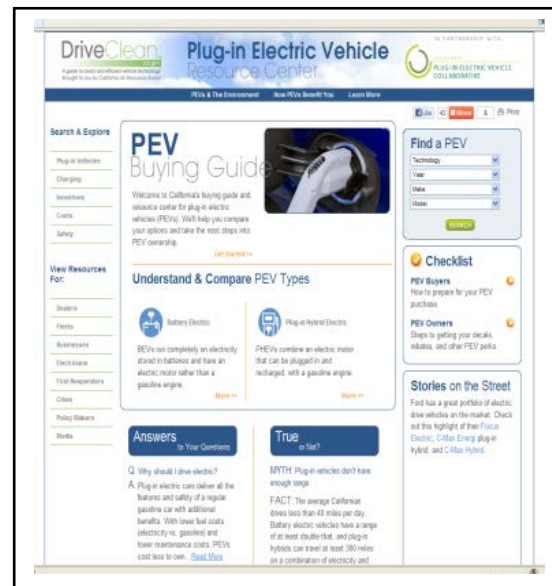 DriveClean
.ca.gov
A guide to clean and efficient vehicle technology
Brought to you by California Air Resources Board
Plug-in Electric Vehicle
Resource Center
IN PARTNERSHIP WITH
PLUG-IN ELECTRIC VEHICLE
COLLABORATIVE
PEVs & The Environment
How PEVs Benefit You
Learn More
Like
42
Share
6
Print
Search & Explore
Plug-in Vehicles
Charging
Incentives
Costs
Safety
View Resources
For:
Dealers
Fleets
Businesses
Electricians
First Responders
Cities
Policy Makers
Media
PEV
Buying Guide
Welcome to California's buying guide and
resource center for plug-in electric
vehicles (PEVs). We'll help you compare
your options and take the next steps into
PEV ownership.
Get Started >>
Understand & Compare PEV Types
Battery Electric
BEVs run completely on electricity
stored in batteries and have an
electric motor rather than a
gasoline engine.
More >>
Plug-in Hybrid Electric
PHEVs combine an electric motor
that can be plugged in and
recharged, with a gasoline engine.
More >>
Answers
to Your Questions
Q. Why should I drive electric?
A. Plug-in electric cars deliver all the
features and safety of a regular
gasoline car with additional
benefits. With lower fuel costs
(electricity vs. gasoline) and
lower maintenance costs, PEVs
cost less to own... Read More
True
or Not?
MYTH: Plug-in vehicles don't have
enough range.
FACT: The average Californian
drives less than 40 miles per day.
Battery electric vehicles have a range
of at least double that, and plug-in
hybrids can travel at least 300 miles
on a combination of electricity and
Find a PEV
Technology
Year
Make
Model
SEARCH
Checklist
PEV Buyers
How to prepare for your PEV
purchase.
PEV Owners
Steps to getting your decals,
rebates, and other PEV perks.
Stories on the Street
Ford has a great portfolio of electric
drive vehicles on the market. Check
out this highlight of their Focus
Electric, C-Max Energi plug-in
hybrid, and C-Max Hybrid.